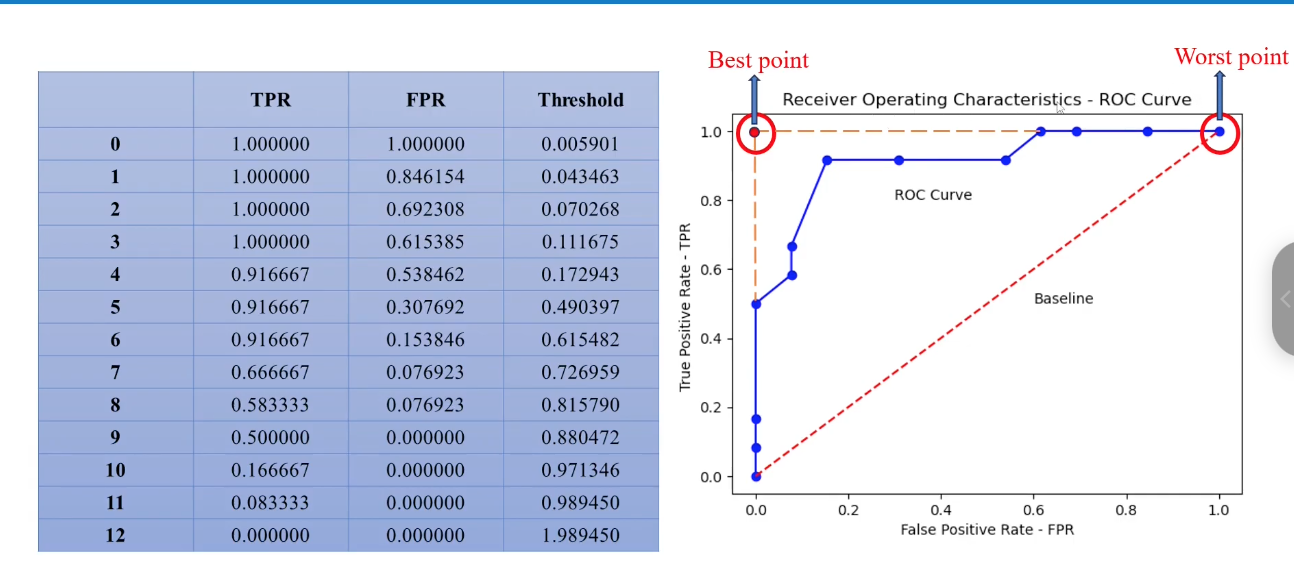 TPR FPR Threshold
0 1.000000 1.000000 0.005901
1 1.000000 0.846154 0.043463
2 1.000000 0.692308 0.070268
3 1.000000 0.615385 0.111675
4 0.916667 0.538462 0.172943
5 0.916667 0.307692 0.490397
6 0.916667 0.153846 0.615482
7 0.666667 0.076923 0.726959
8 0.583333 0.076923 0.815790
9 0.500000 0.000000 0.880472
10 0.166667 0.000000 0.971346
11 0.083333 0.000000 0.989450
12 0.000000 0.000000 1.989450
Best point
Worst point
Receiver Operating Characteristics - ROC Curve
True Positive Rate - TPR
1.0
0.8
0.6
0.4
0.2
0.0
ROC Curve
Baseline
0.0 0.2 0.4 0.6 0.8 1.0
False Positive Rate - FPR